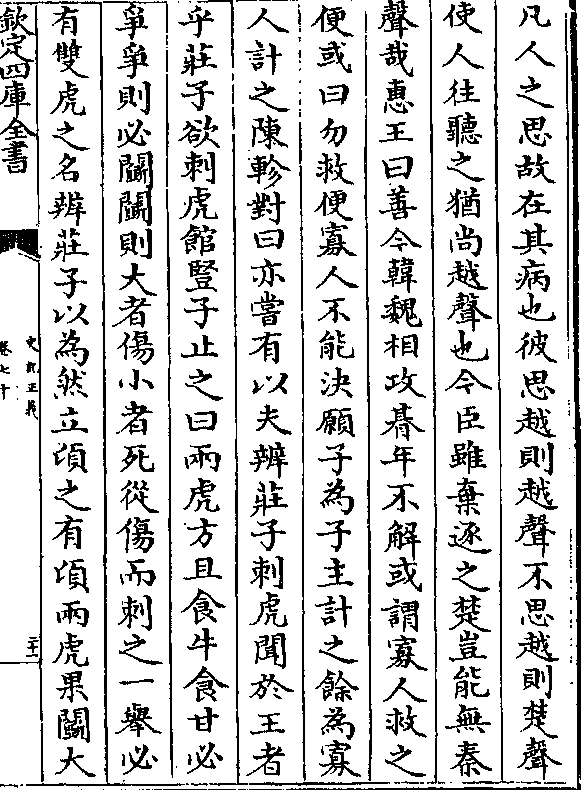 凡人之思故在其病也彼思越則越聲不思越則楚聲
使人往聽之猶尚越聲也今臣雖棄逐之楚豈能無秦
聲哉惠王曰善今韓魏相攻朞年不解或謂寡人救之
便或曰勿救便寡人不能決願子為子主計之餘為寡
人計之陳軫對曰亦嘗有以夫辨莊子刺虎聞於王者
乎莊子欲刺虎館豎子止之曰兩虎方且食牛食甘必
爭爭則必鬭鬭則大者傷小者死從傷而刺之一舉必
有雙虎之名辨莊子以為然立須之有頃兩虎果鬭大
欽定四庫全書
史記正義
卷七十
二十一